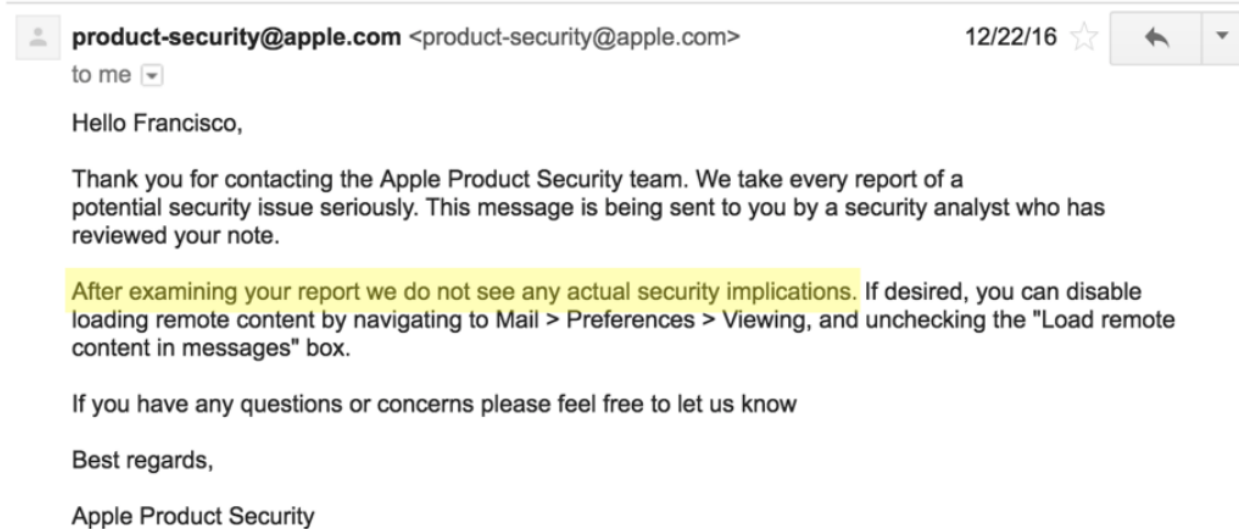 product-security@apple.com <product-security@apple.com> 12/22/16
to me
Hello Francisco,
Thank you for contacting the Apple Product Security team. We take every report of a
potential security issue seriously. This message is being sent to you by a security analyst who has
reviewed your note.
After examining your report we do not see any actual security implications. If desired, you can disable
loading remote content by navigating to Mail > Preferences > Viewing, and unchecking the "Load remote
content in messages" box.
If you have any questions or concerns please feel free to let us know
Best regards,
Apple Product Security